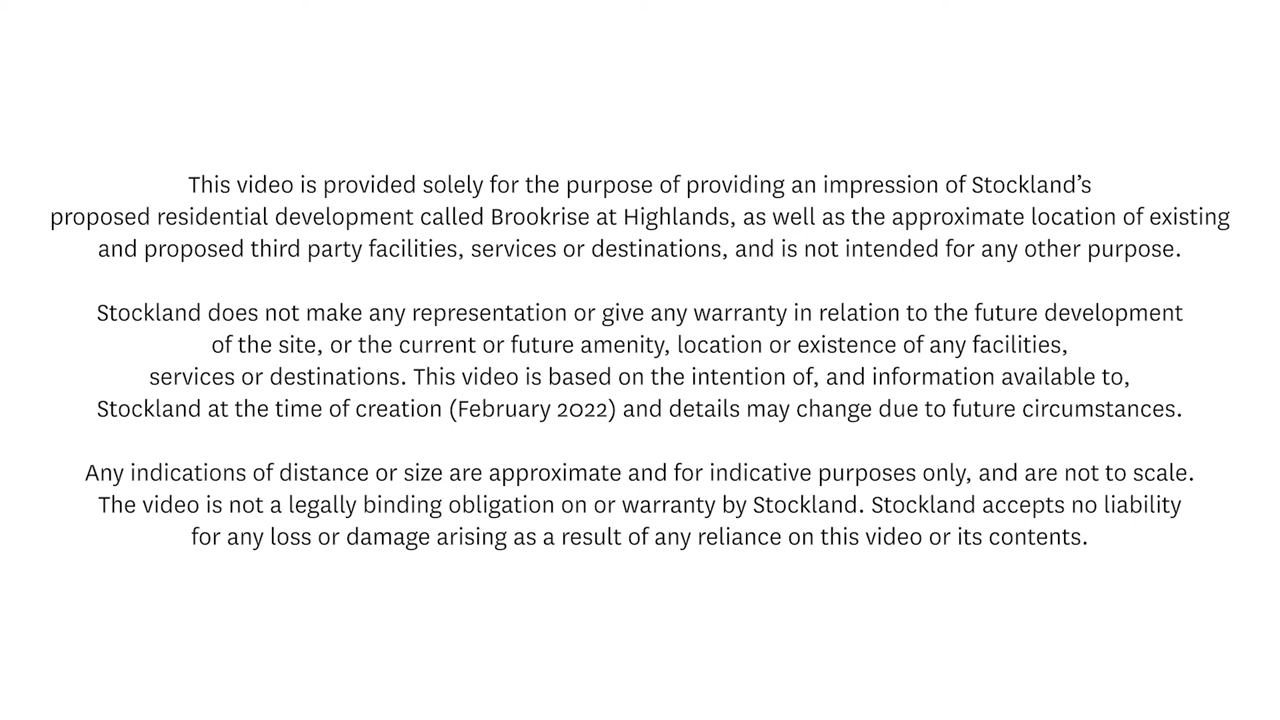 This video is provided solely for the purpose of providing an impression of Stockland’s
proposed residential development called Brookrise at Highlands, as well as the approximate location of existing
and proposed third party facilities, services or destinations, and is not intended for any other purpose.
Stockland does not make any representation or give any warranty in relation to the future development
of the site, or the current or future amenity, location or existence of any facilities,
services or destinations. This video is based on the intention of, and information available to,
Stockland at the time of creation (February 2022) and details may change due to future circumstances.
Any indications of distance or size are approximate and for indicative purposes only, and are not to scale.
The video is not a legally binding obligation on or warranty by Stockland. Stockland accepts no liability
for any loss or damage arising as a result of any reliance on this video or its contents.